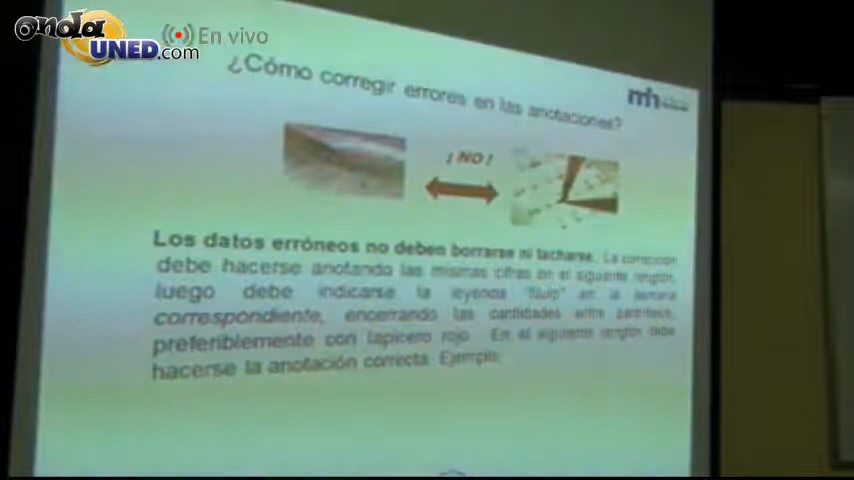 onda UNED.com
En vivo
¿Cómo corregir errores en las anotaciones?
mh
¡NO!
Los datos erróneos no deben borrarse ni tacharse. La corrección
debe hacerse anotando las mismas cifras en el siguiente renglón,
luego debe indicarse la leyenda "Nulo" en la
correspondiente, encerrando las cantidades entre paréntesis,
preferiblemente con lapicero rojo. En el siguiente renglón debe
hacerse la anotación correcta. Ejemplo: